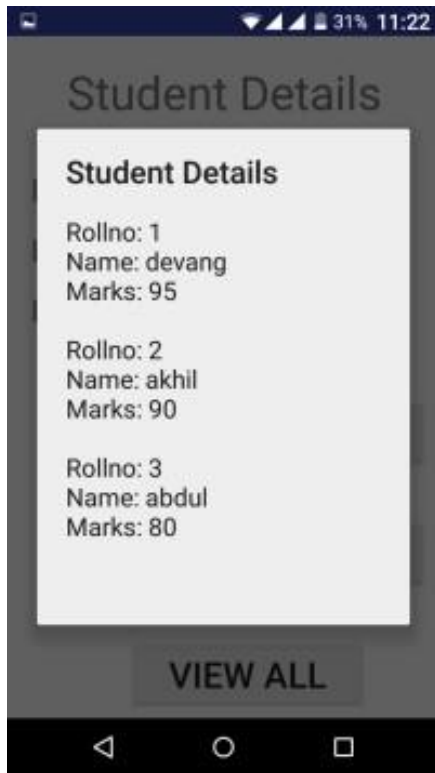 31% 11:22
Student Details
Student Details
Rollno: 1
Name: devang
Marks: 95
Rollno: 2
Name: akhil
Marks: 90
Rollno: 3
Name: abdul
Marks: 80
VIEW ALL